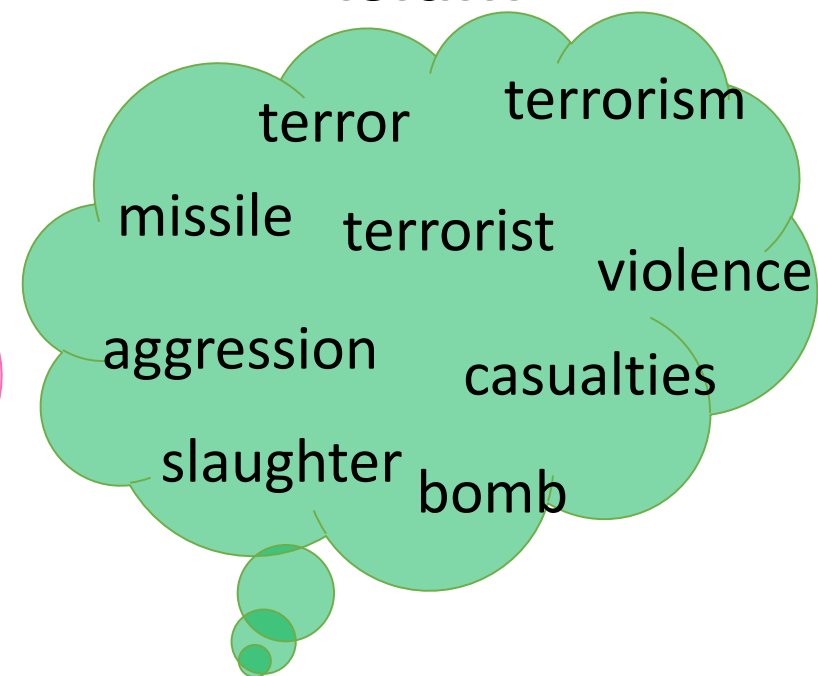 terror
terrorism
missile
terrorist
violence
aggression
casualties
slaughter
bomb